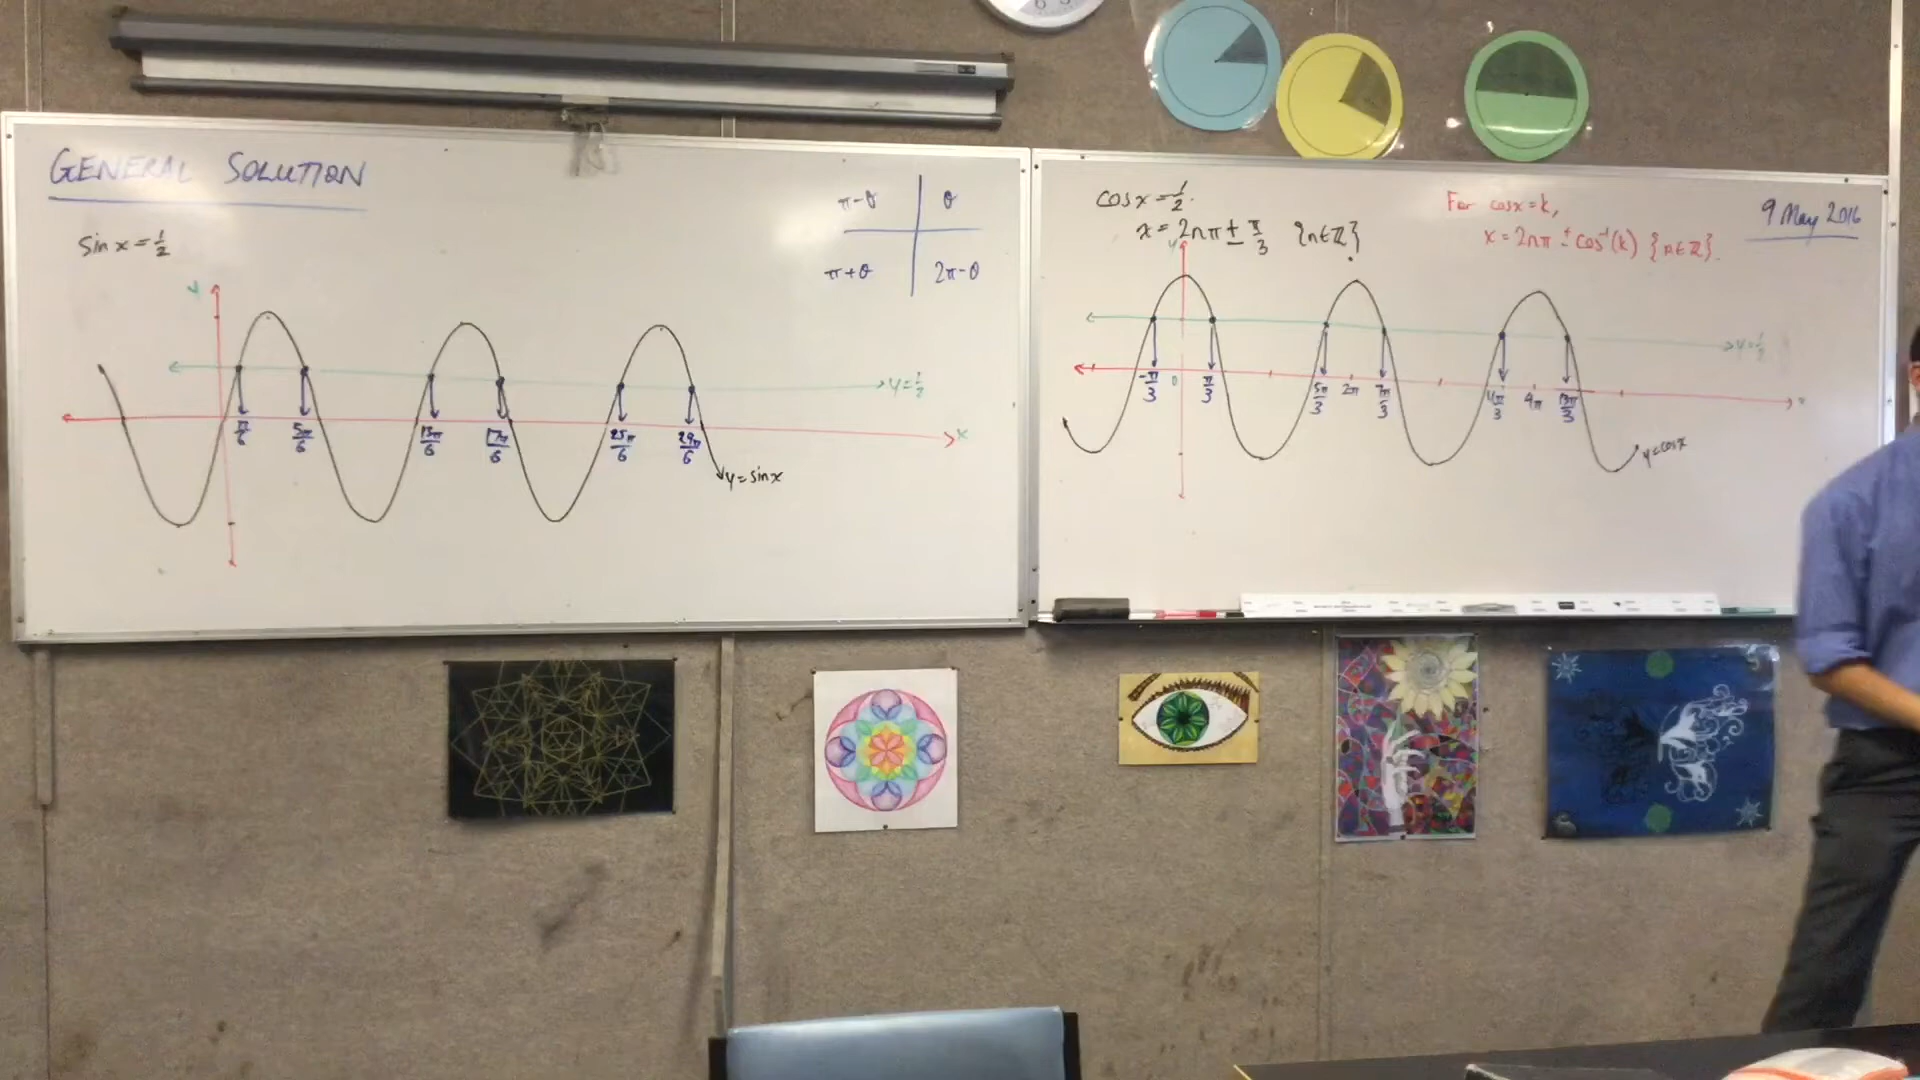 GENERAL SOLUTION
sin x = 1/2
π-θ θ
π+θ 2π-θ
y
y = 1/2
x
π/6 5π/6 13π/6 17π/6 25π/6 29π/6
y = sin x
cos x = 1/2.
x = 2nπ ± π/3 {n∈ℤ}
For cos x = k,
x = 2nπ ± cos⁻¹(k) {n∈ℤ}.
9 May 2016
y
y = 1/2
-π/3 0 π/3 5π/3 2π 7π/3 11π/3 4π 13π/3
x
y = cos x